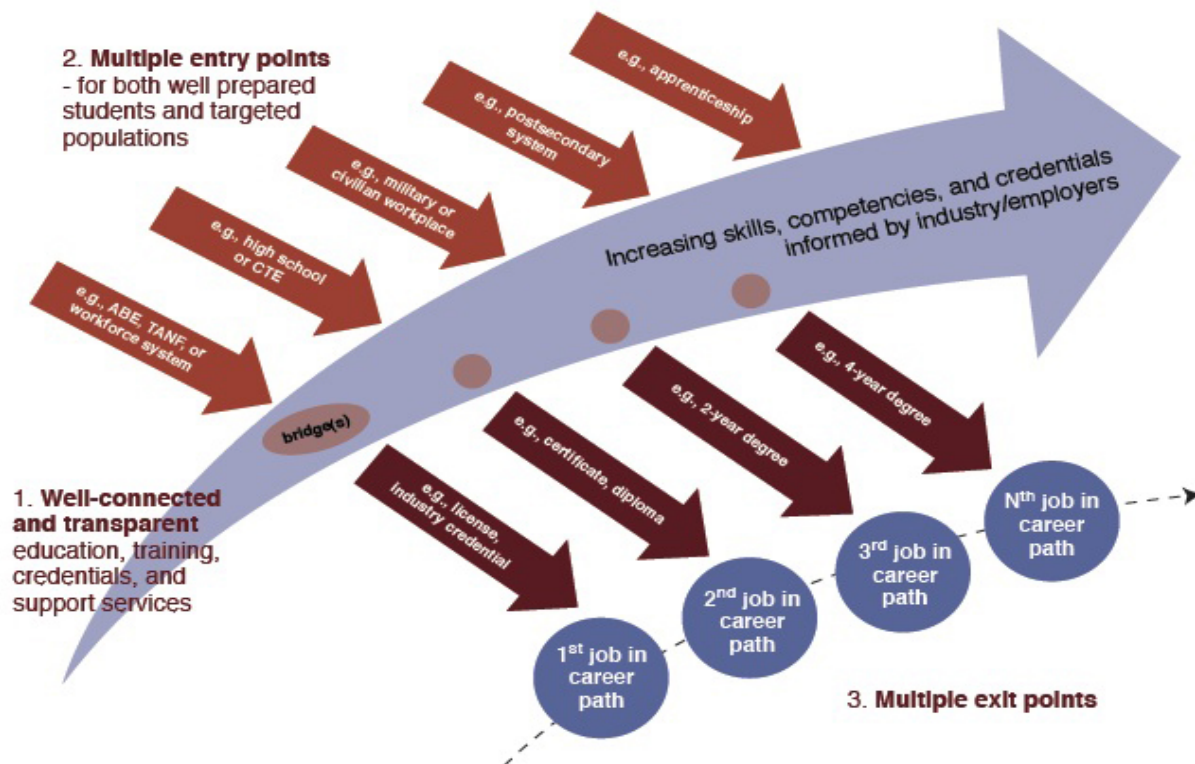 2. Multiple entry points
- for both well prepared
students and targeted
populations
e.g., apprenticeship
e.g., postsecondary
system
e.g., military or
civilian workplace
e.g., high school
or CTE
e.g., ABE, TANF, or
workforce system
Increasing skills, competencies, and credentials
informed by industry/employers
bridge(s)
1. Well-connected
and transparent
education, training,
credentials, and
support services
e.g., license,
industry credential
e.g., certificate, diploma
e.g., 2-year degree
e.g., 4-year degree
1st job in
career
path
2nd job in
career
path
3rd job in
career
path
Nth job in
career
path
3. Multiple exit points